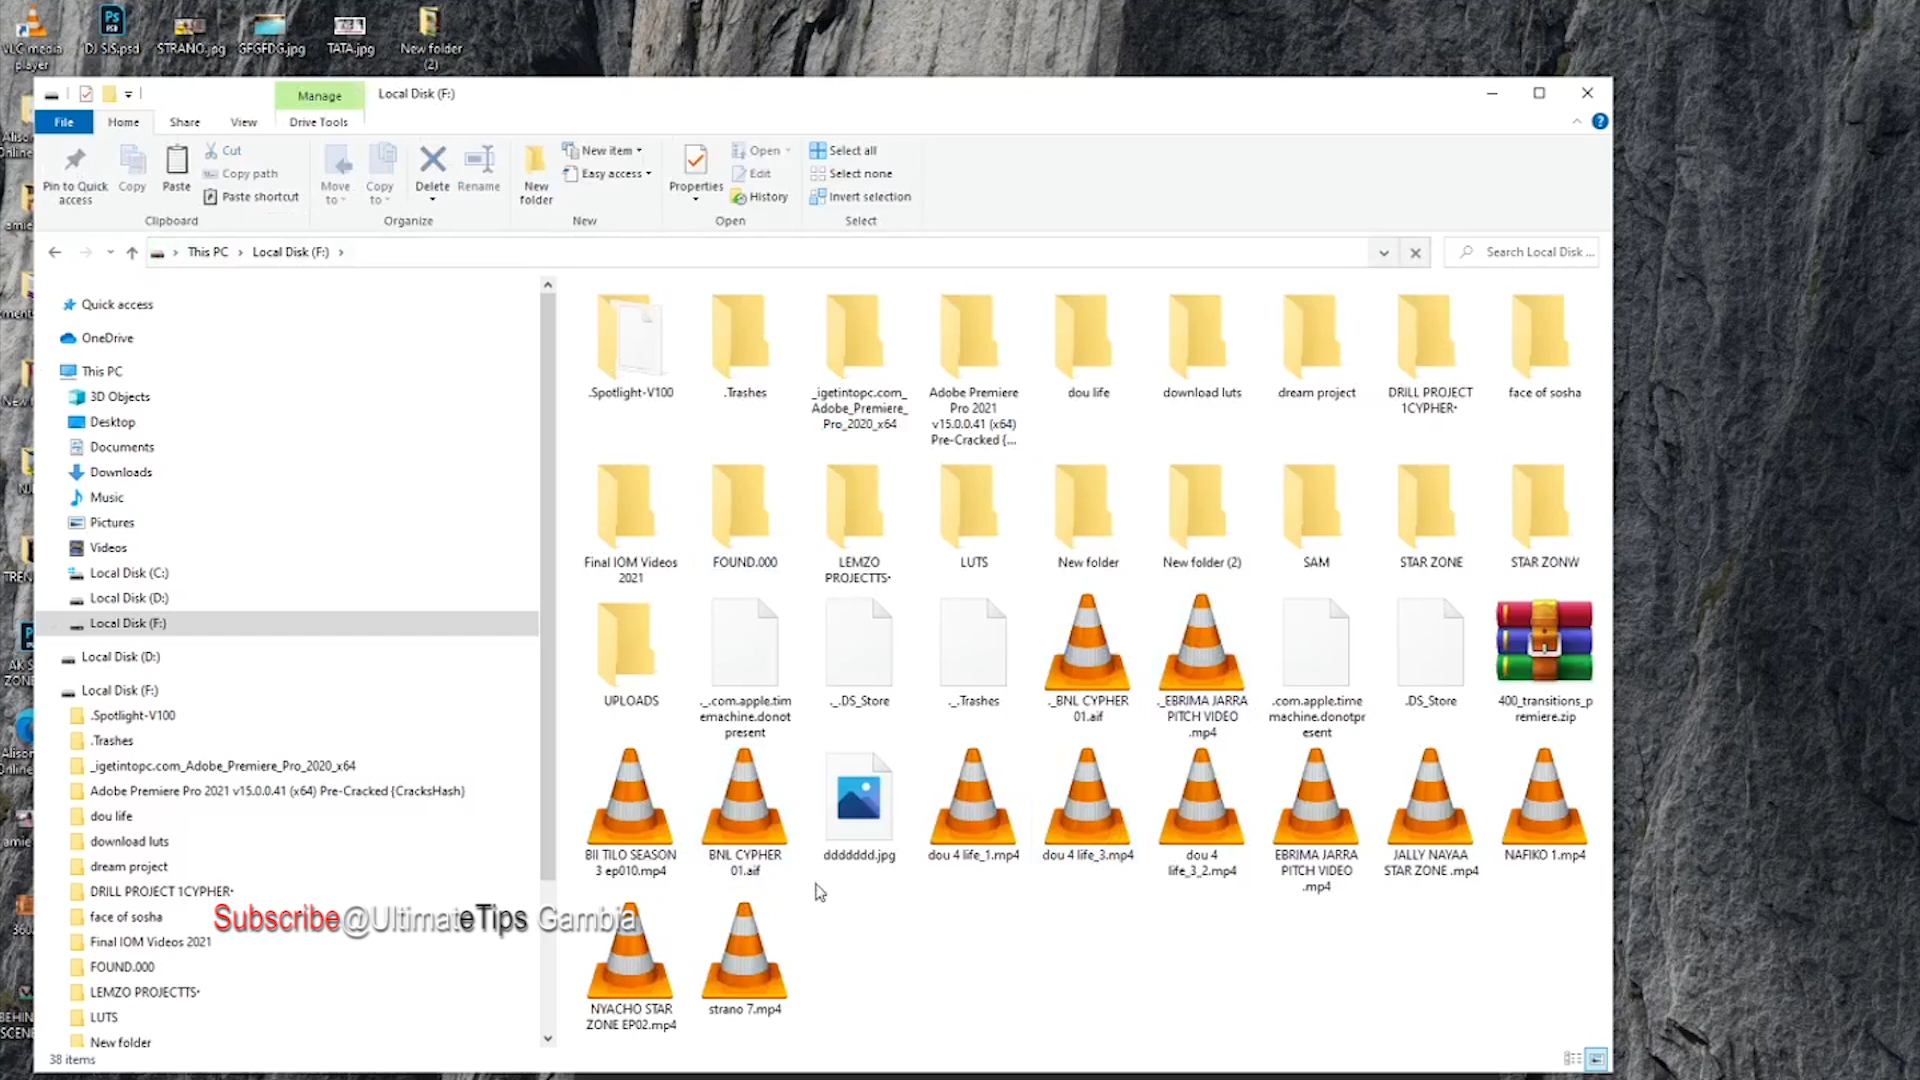 VLC media
player
DJ SIS.psd
STRANO.jpg
GFGFDG.jpg
TATA.jpg
New folder
(2)
Manage
Local Disk (F:)
File
Home
Share
View
Drive Tools
Pin to Quick
access
Copy
Paste
Cut
Copy path
Paste shortcut
Clipboard
Move
to
Copy
to
Delete
Rename
Organize
New
folder
New item
Easy access
New
Properties
Open
Edit
History
Open
Select all
Select none
Invert selection
Select
This PC
Local Disk (F:)
Search Local Disk ...
Quick access
OneDrive
This PC
3D Objects
Desktop
Documents
Downloads
Music
Pictures
Videos
Local Disk (C:)
Local Disk (D:)
Local Disk (F:)
Local Disk (D:)
Local Disk (F:)
.Spotlight-V100
.Trashes
_igetintopc.com_Adobe_Premiere_Pro_2020_x64
Adobe Premiere Pro 2021 v15.0.0.41 (x64) Pre-Cracked {CracksHash}
dou life
download luts
dream project
DRILL PROJECT 1CYPHER•
face of sosha
Final IOM Videos 2021
FOUND.000
LEMZO PROJECTTS•
LUTS
New folder
38 items
.Spotlight-V100
.Trashes
_igetintopc.com_
Adobe_Premiere_
Pro_2020_x64
Adobe Premiere
Pro 2021
v15.0.0.41 (x64)
Pre-Cracked {...
dou life
download luts
dream project
DRILL PROJECT
1CYPHER•
face of sosha
Final IOM Videos
2021
FOUND.000
LEMZO
PROJECTTS•
LUTS
New folder
New folder (2)
SAM
STAR ZONE
STAR ZONW
UPLOADS
._.com.apple.tim
emachine.donot
present
._.DS_Store
._.Trashes
._BNL CYPHER
01.aif
._EBRIMA JARRA
PITCH VIDEO
.mp4
.com.apple.time
machine.donotpr
esent
.DS_Store
400_transitions_p
remiere.zip
BII TILO SEASON
3 ep010.mp4
BNL CYPHER
01.aif
ddddddd.jpg
dou 4 life_1.mp4
dou 4 life_3.mp4
dou 4
life_3_2.mp4
EBRIMA JARRA
PITCH VIDEO
.mp4
JALLY NAYAA
STAR ZONE .mp4
NAFIKO 1.mp4
NYACHO STAR
ZONE EP02.mp4
strano 7.mp4
Subscribe@UltimateTips Gambia